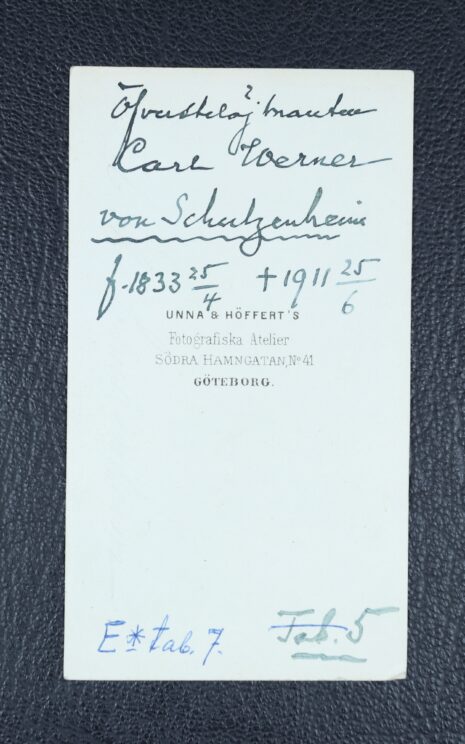 Öfverstelöjtnanten
Carl Werner
von Schutzenheim
f. 1833 25/4 + 1911 25/6
UNNA & HÖFFERT'S
Fotografiska Atelier
SÖDRA HAMNGATAN, No 41
GÖTEBORG.
E* tab. 7. Tab. 5